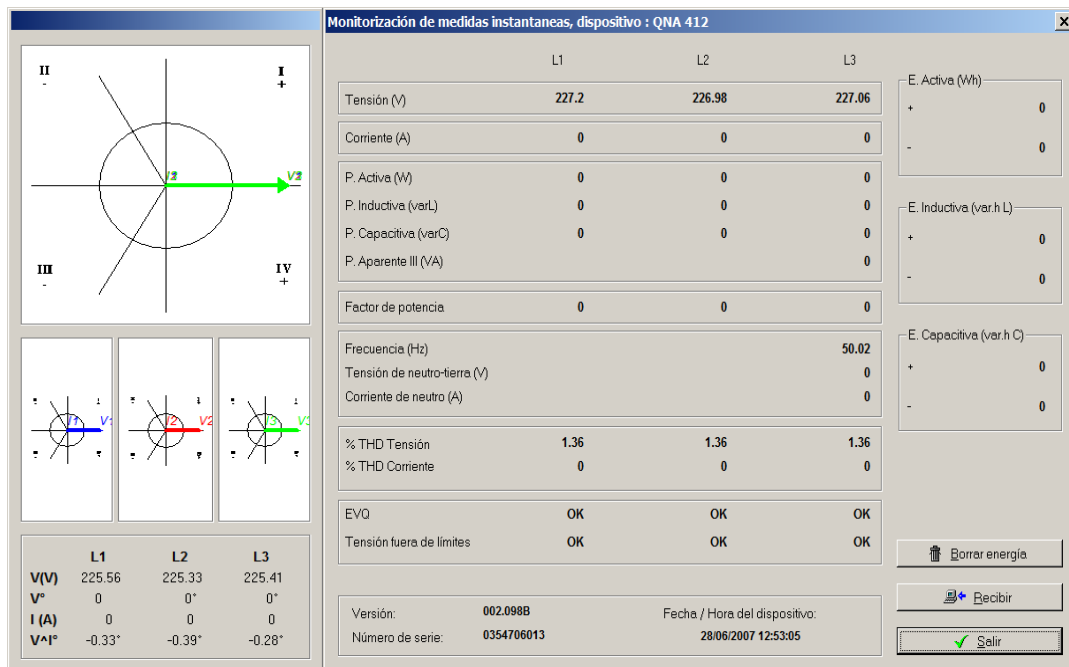 Monitorización de medidas instantaneas, dispositivo : QNA 412
II
-
I
+
I2 V2
III
-
IV
+
I1 V1
I2 V2
I3 V3
L1 L2 L3
V(V) 225.56 225.33 225.41
V° 0 0° 0°
I (A) 0 0 0
V^I° -0.33° -0.39° -0.28°
L1 L2 L3
Tensión (V) 227.2 226.98 227.06
Corriente (A) 0 0 0
P. Activa (W) 0 0 0
P. Inductiva (varL) 0 0 0
P. Capacitiva (varC) 0 0 0
P. Aparente III (VA) 0
Factor de potencia 0 0 0
Frecuencia (Hz) 50.02
Tensión de neutro-tierra (V) 0
Corriente de neutro (A) 0
% THD Tensión 1.36 1.36 1.36
% THD Corriente 0 0 0
EVQ OK OK OK
Tensión fuera de límites OK OK OK
Versión: 002.098B Fecha / Hora del dispositivo:
Número de serie: 0354706013 28/06/2007 12:53:05
E. Activa (Wh)
+ 0
- 0
E. Inductiva (var.h L)
+ 0
- 0
E. Capacitiva (var.h C)
+ 0
- 0
Borrar energía
Recibir
Salir